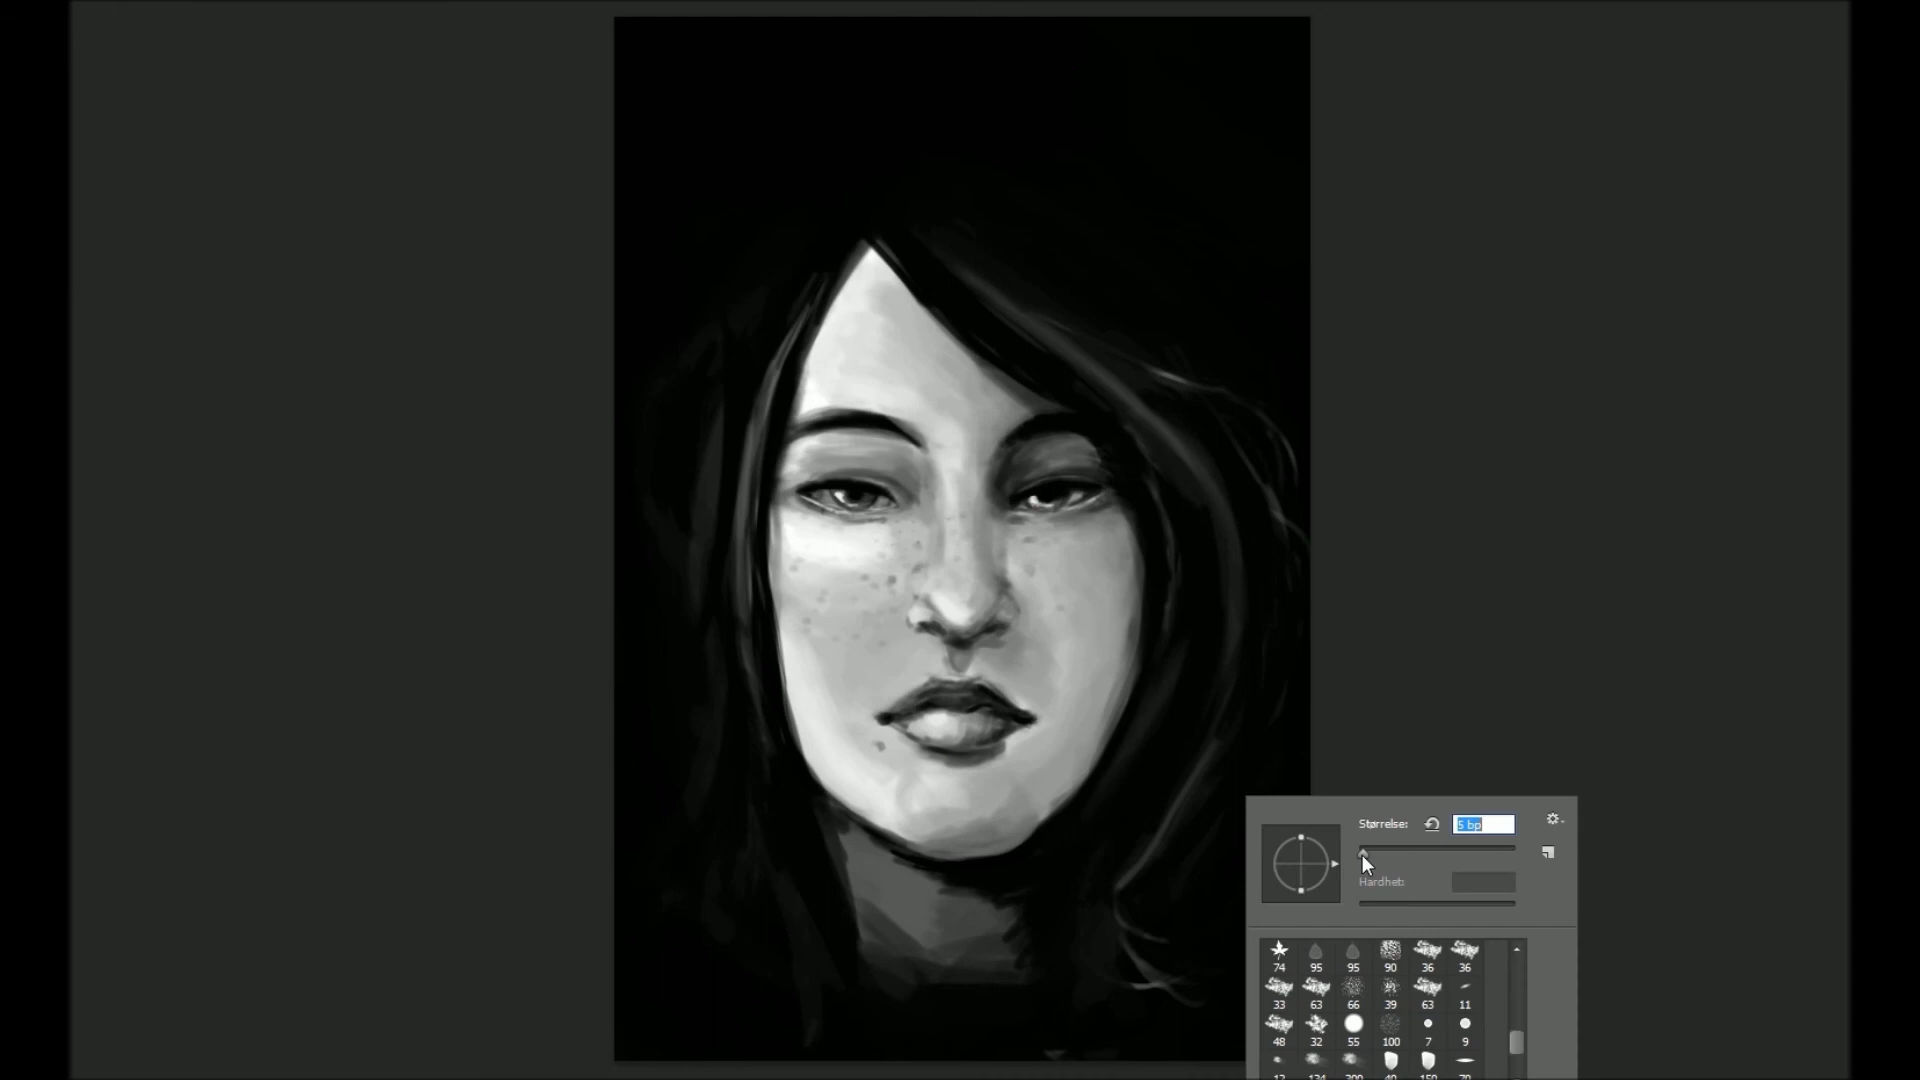 Størrelse: 5 bp
Hardhet:
74 95 95 90 36 36
33 63 66 39 63 11
48 32 55 100 7 9